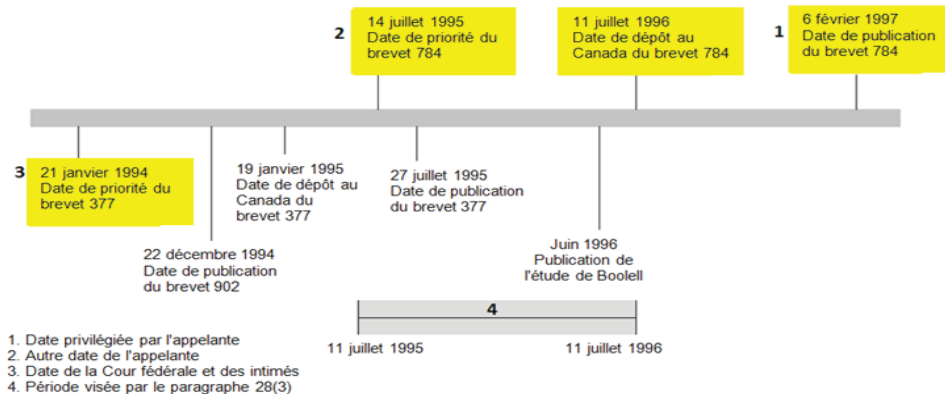 2
14 juillet 1995
Date de priorité du
brevet 784
11 juillet 1996
Date de dépôt au
Canada du brevet 784
1
6 février 1997
Date de publication
du brevet 784
3
21 janvier 1994
Date de priorité du
brevet 377
19 janvier 1995
Date de dépôt au
Canada du
brevet 377
27 juillet 1995
Date de publication
du brevet 377
22 décembre 1994
Date de publication
du brevet 902
Juin 1996
Publication de
l'étude de Boolell
4
11 juillet 1995
11 juillet 1996
1. Date privilégiée par l'appelante
2. Autre date de l'appelante
3. Date de la Cour fédérale et des intimés
4. Période visée par le paragraphe 28(3)